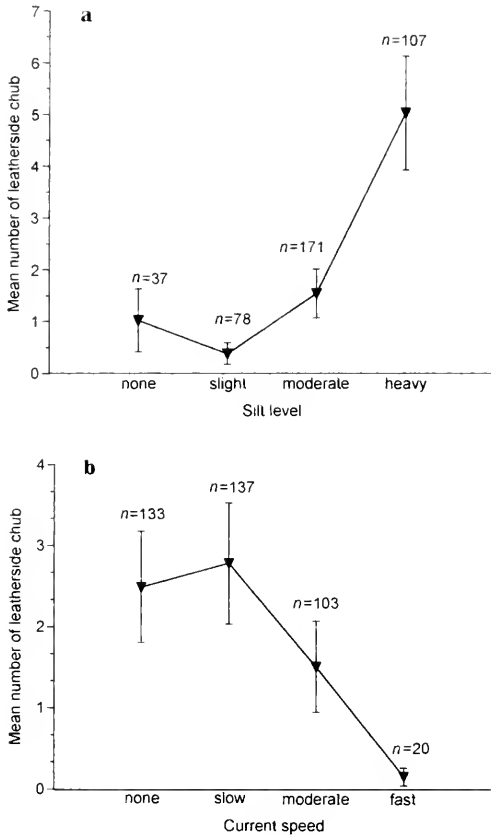 a
7
6
5
4
3
2
1
0
Mean number of leatherside chub
n=37
n=78
n=171
n=107
none slight moderate heavy
Silt level
b
4
3
2
1
0
Mean number of leatherside chub
n=133
n=137
n=103
n=20
none slow moderate fast
Current speed